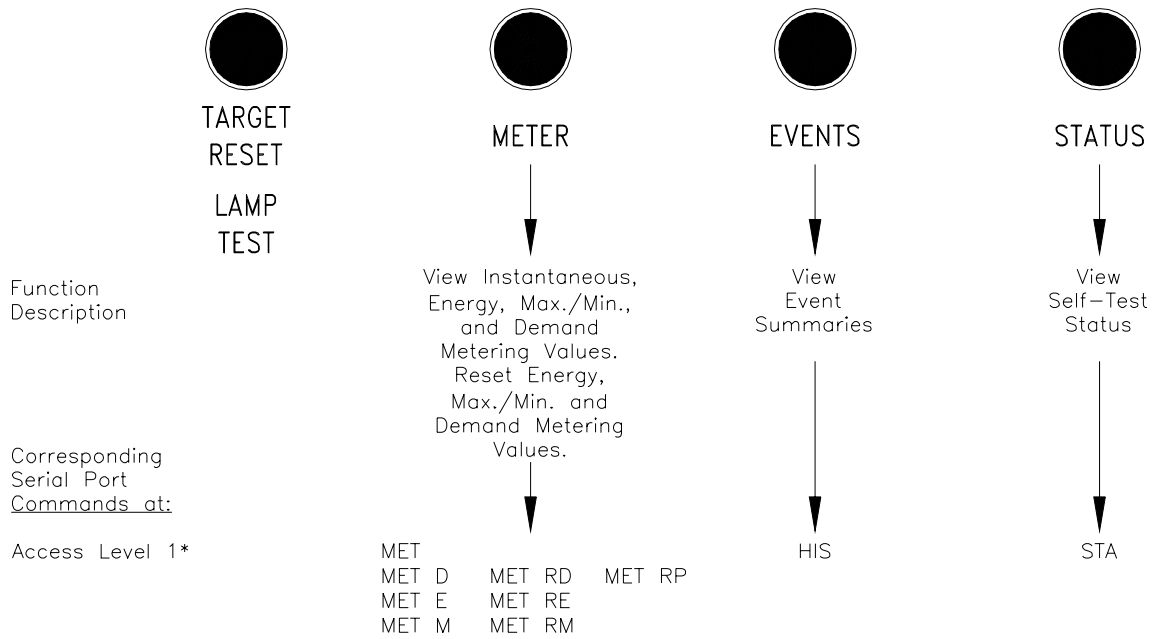 TARGET
RESET
LAMP
TEST
METER
EVENTS
STATUS
Function
Description
View Instantaneous,
Energy, Max./Min.,
and Demand
Metering Values.
Reset Energy,
Max./Min. and
Demand Metering
Values.
View
Event
Summaries
View
Self-Test
Status
Corresponding
Serial Port
Commands at:
Access Level 1*
MET
MET D MET RD MET RP
MET E MET RE
MET M MET RM
HIS
STA